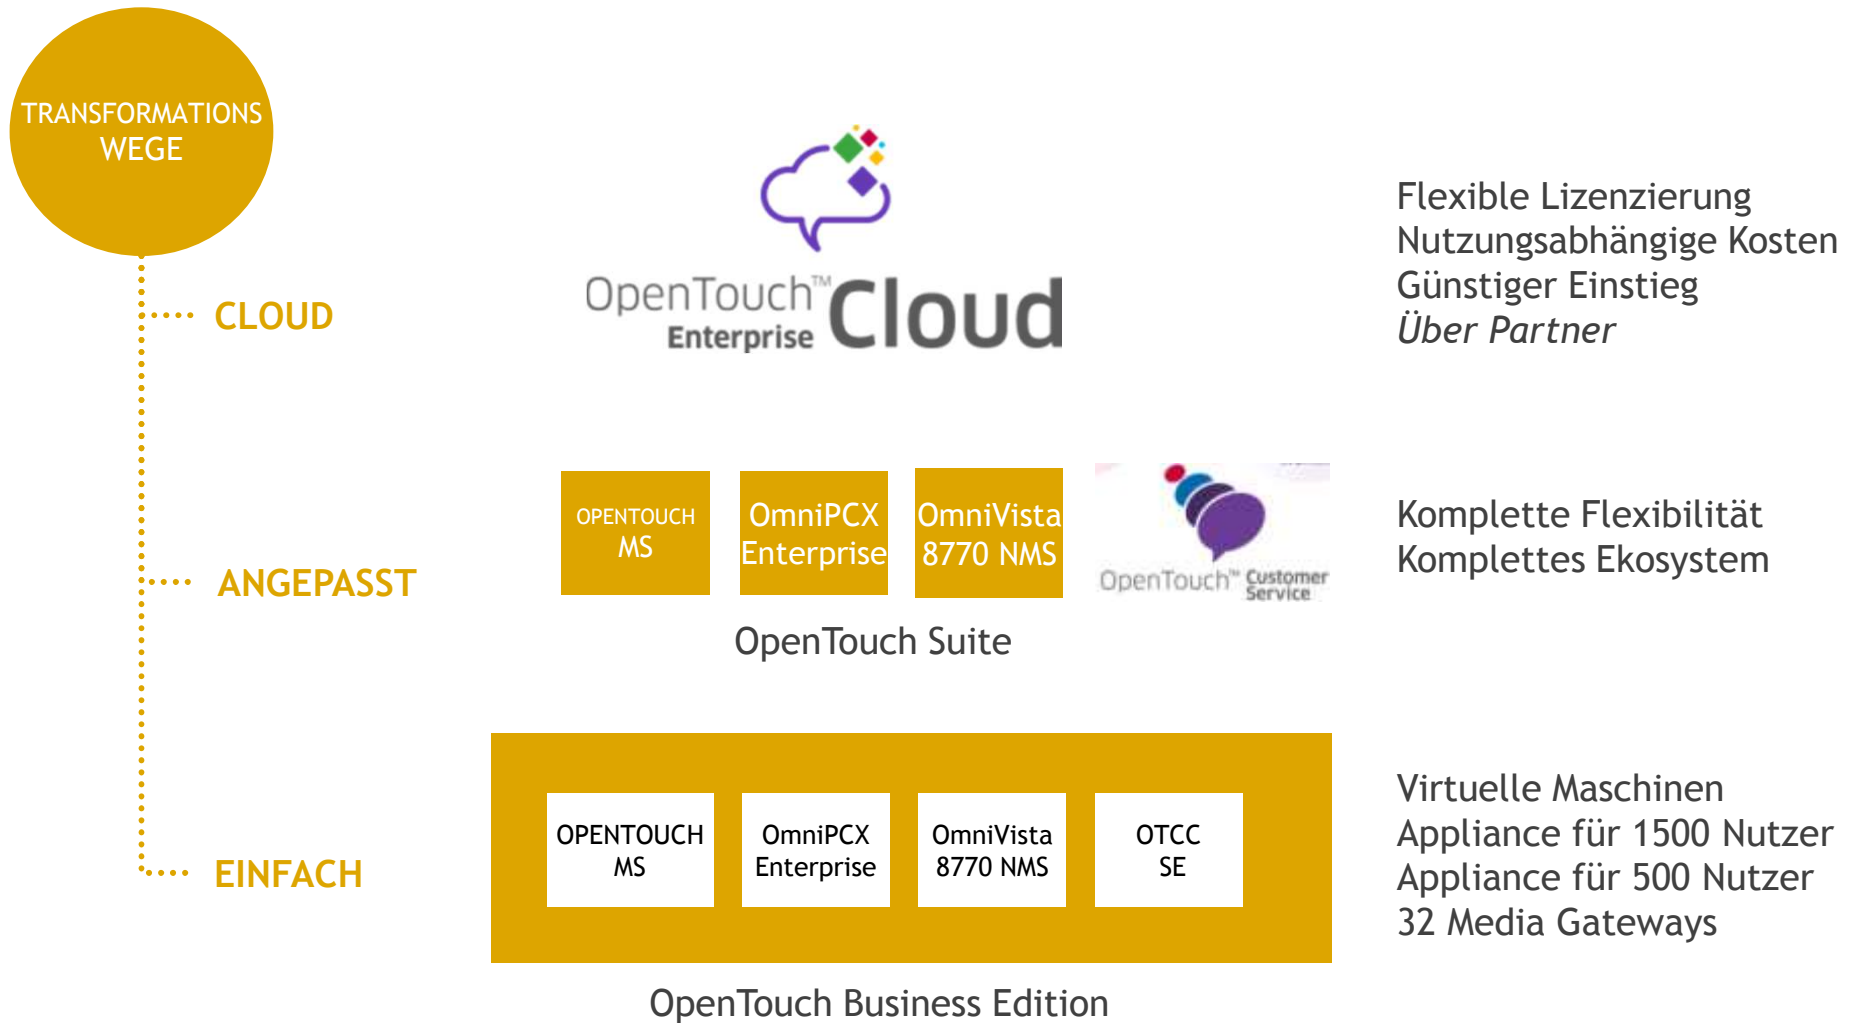 TRANSFORMATIONS
WEGE
CLOUD
OpenTouch™
Enterprise Cloud
Flexible Lizenzierung
Nutzungsabhängige Kosten
Günstiger Einstieg
Über Partner
ANGEPASST
OPENTOUCH
MS
OmniPCX
Enterprise
OmniVista
8770 NMS
OpenTouch™ Customer
Service
OpenTouch Suite
Komplette Flexibilität
Komplettes Ekosystem
EINFACH
OPENTOUCH
MS
OmniPCX
Enterprise
OmniVista
8770 NMS
OTCC
SE
OpenTouch Business Edition
Virtuelle Maschinen
Appliance für 1500 Nutzer
Appliance für 500 Nutzer
32 Media Gateways